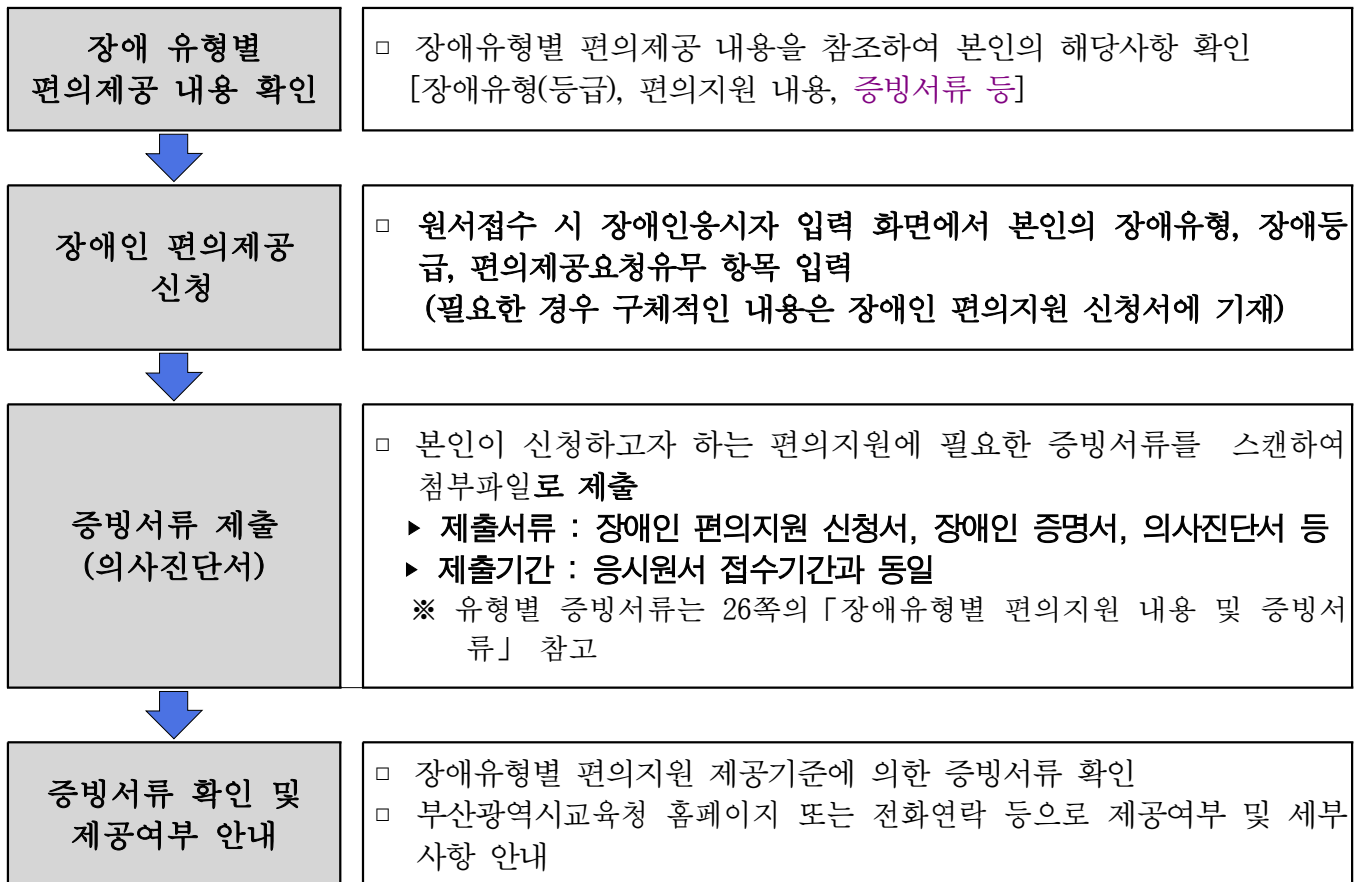 장애 유형별
편의제공 내용 확인
□ 장애유형별 편의제공 내용을 참조하여 본인의 해당사항 확인
[장애유형(등급), 편의지원 내용, 증빙서류 등]
장애인 편의제공
신청
□ 원서접수 시 장애인응시자 입력 화면에서 본인의 장애유형, 장애등
급, 편의제공요청유무 항목 입력
(필요한 경우 구체적인 내용은 장애인 편의지원 신청서에 기재)
증빙서류 제출
(의사진단서)
□ 본인이 신청하고자 하는 편의지원에 필요한 증빙서류를 스캔하여
첨부파일로 제출
▶ 제출서류 : 장애인 편의지원 신청서, 장애인 증명서, 의사진단서 등
▶ 제출기간 : 응시원서 접수기간과 동일
※ 유형별 증빙서류는 26쪽의「장애유형별 편의지원 내용 및 증빙서
류」 참고
증빙서류 확인 및
제공여부 안내
□ 장애유형별 편의지원 제공기준에 의한 증빙서류 확인
□ 부산광역시교육청 홈페이지 또는 전화연락 등으로 제공여부 및 세부
사항 안내